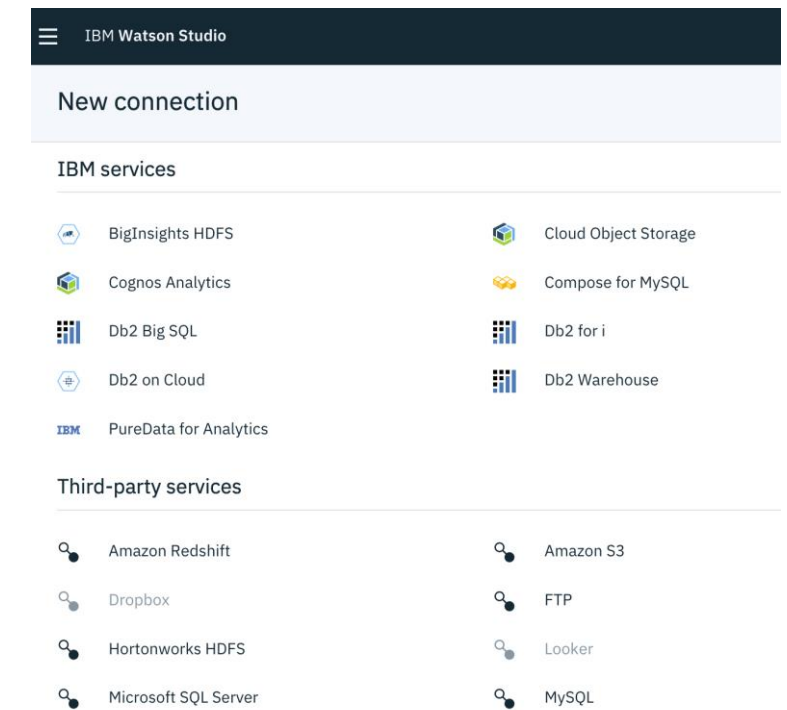 IBM Watson Studio
New connection
IBM services
BigInsights HDFS Cloud Object Storage
Cognos Analytics Compose for MySQL
Db2 Big SQL Db2 for i
Db2 on Cloud Db2 Warehouse
IBM PureData for Analytics
Third-party services
Amazon Redshift Amazon S3
Dropbox FTP
Hortonworks HDFS Looker
Microsoft SQL Server MySQL